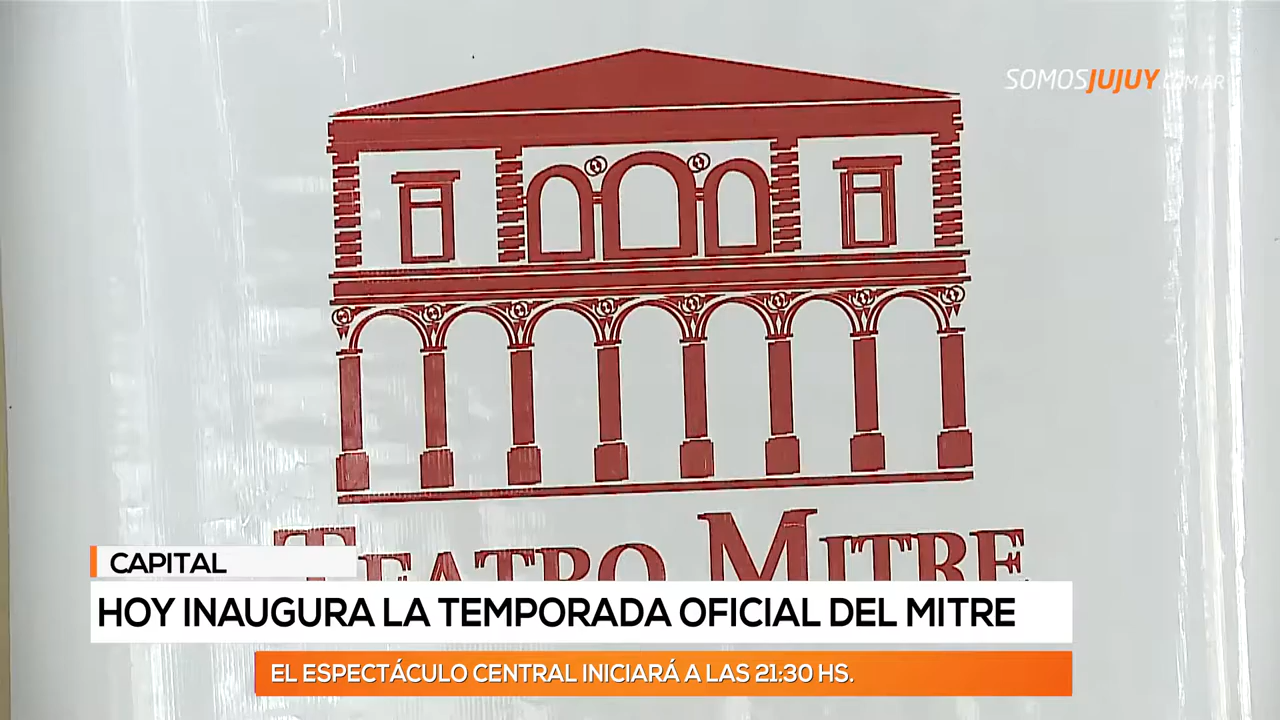 SOMOSJUJUY.COM.AR
TEATRO MITRE
CAPITAL
HOY INAUGURA LA TEMPORADA OFICIAL DEL MITRE
EL ESPECTÁCULO CENTRAL INICIARÁ A LAS 21:30 HS.